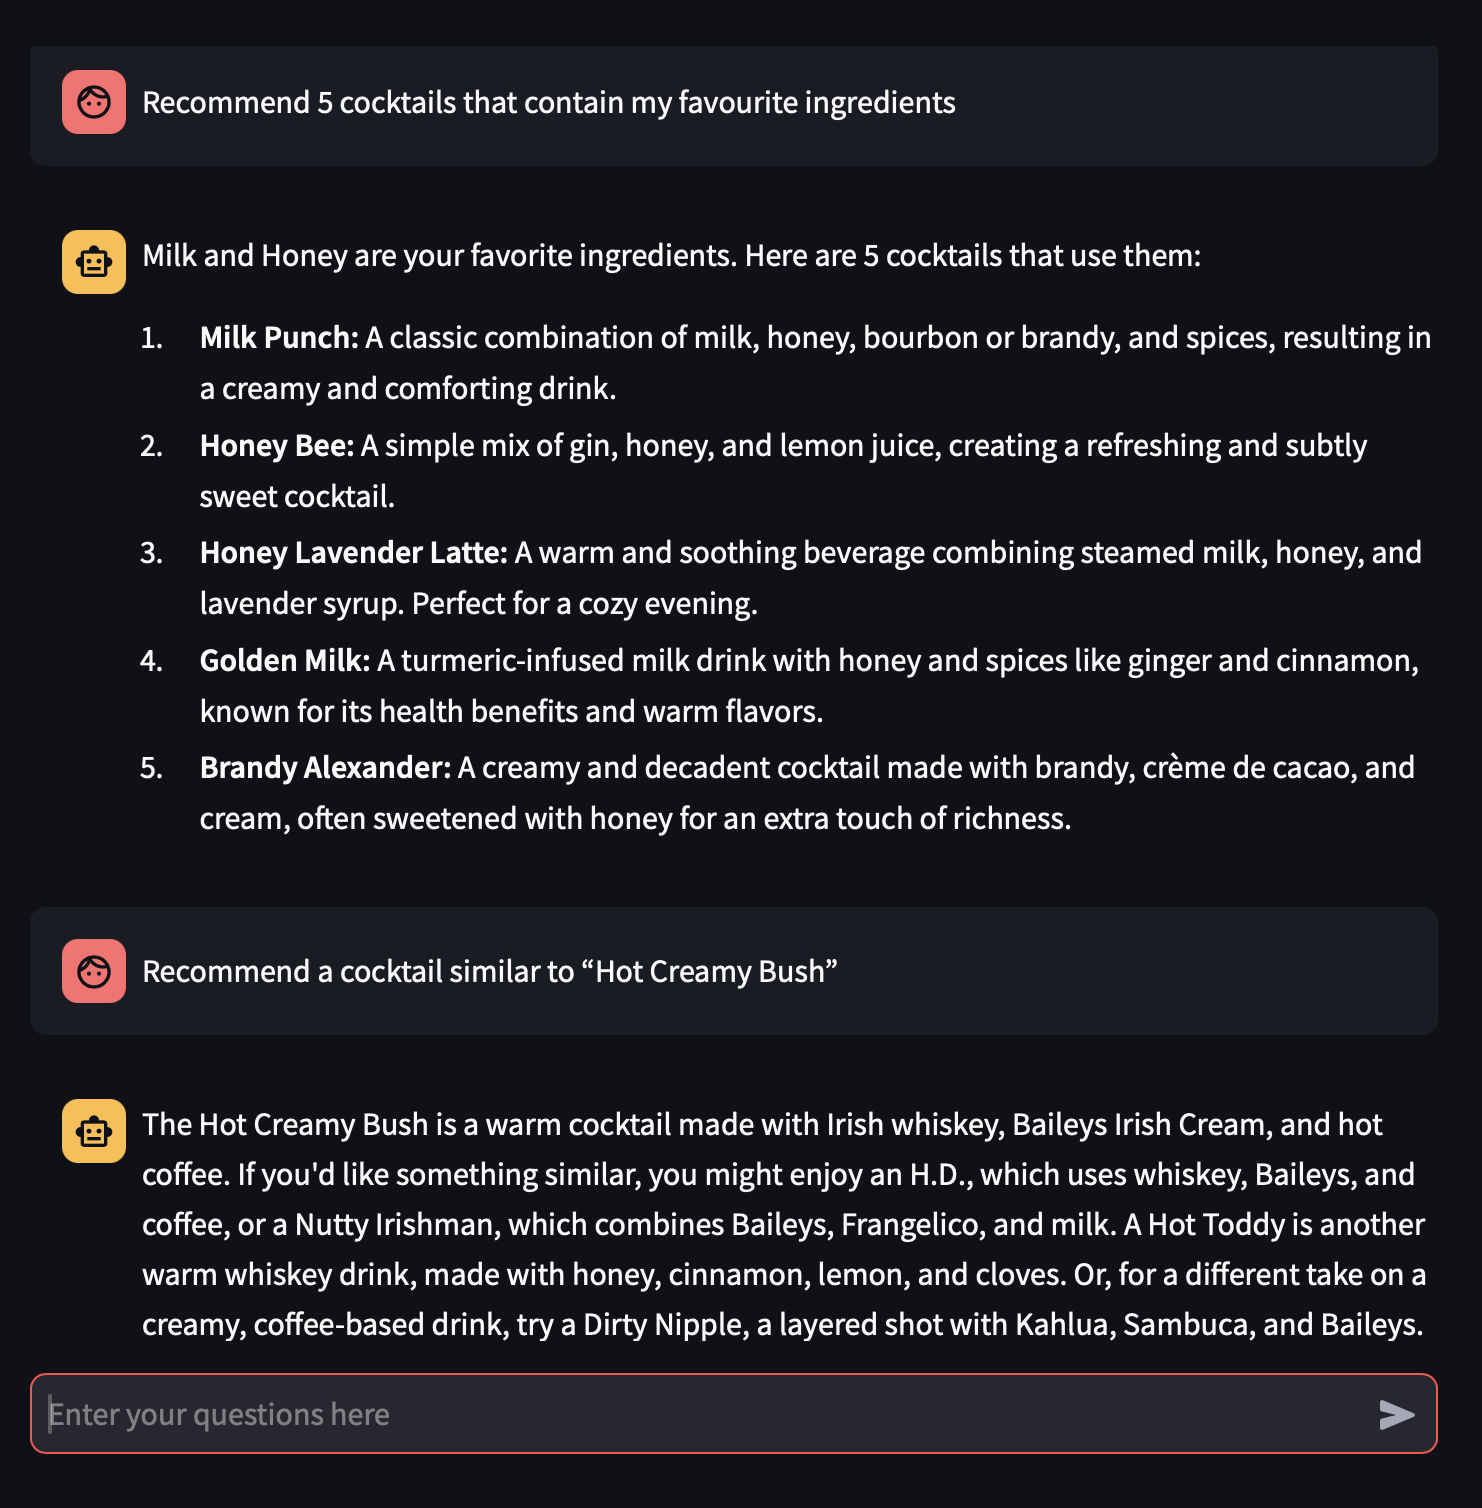 Recommend 5 cocktails that contain my favourite ingredients
Milk and Honey are your favorite ingredients. Here are 5 cocktails that use them:
1. Milk Punch: A classic combination of milk, honey, bourbon or brandy, and spices, resulting in
a creamy and comforting drink.
2. Honey Bee: A simple mix of gin, honey, and lemon juice, creating a refreshing and subtly
sweet cocktail.
3. Honey Lavender Latte: A warm and soothing beverage combining steamed milk, honey, and
lavender syrup. Perfect for a cozy evening.
4. Golden Milk: A turmeric-infused milk drink with honey and spices like ginger and cinnamon,
known for its health benefits and warm flavors.
5. Brandy Alexander: A creamy and decadent cocktail made with brandy, crème de cacao, and
cream, often sweetened with honey for an extra touch of richness.
Recommend a cocktail similar to “Hot Creamy Bush”
The Hot Creamy Bush is a warm cocktail made with Irish whiskey, Baileys Irish Cream, and hot
coffee. If you'd like something similar, you might enjoy an H.D., which uses whiskey, Baileys, and
coffee, or a Nutty Irishman, which combines Baileys, Frangelico, and milk. A Hot Toddy is another
warm whiskey drink, made with honey, cinnamon, lemon, and cloves. Or, for a different take on a
creamy, coffee-based drink, try a Dirty Nipple, a layered shot with Kahlua, Sambuca, and Baileys.
Enter your questions here